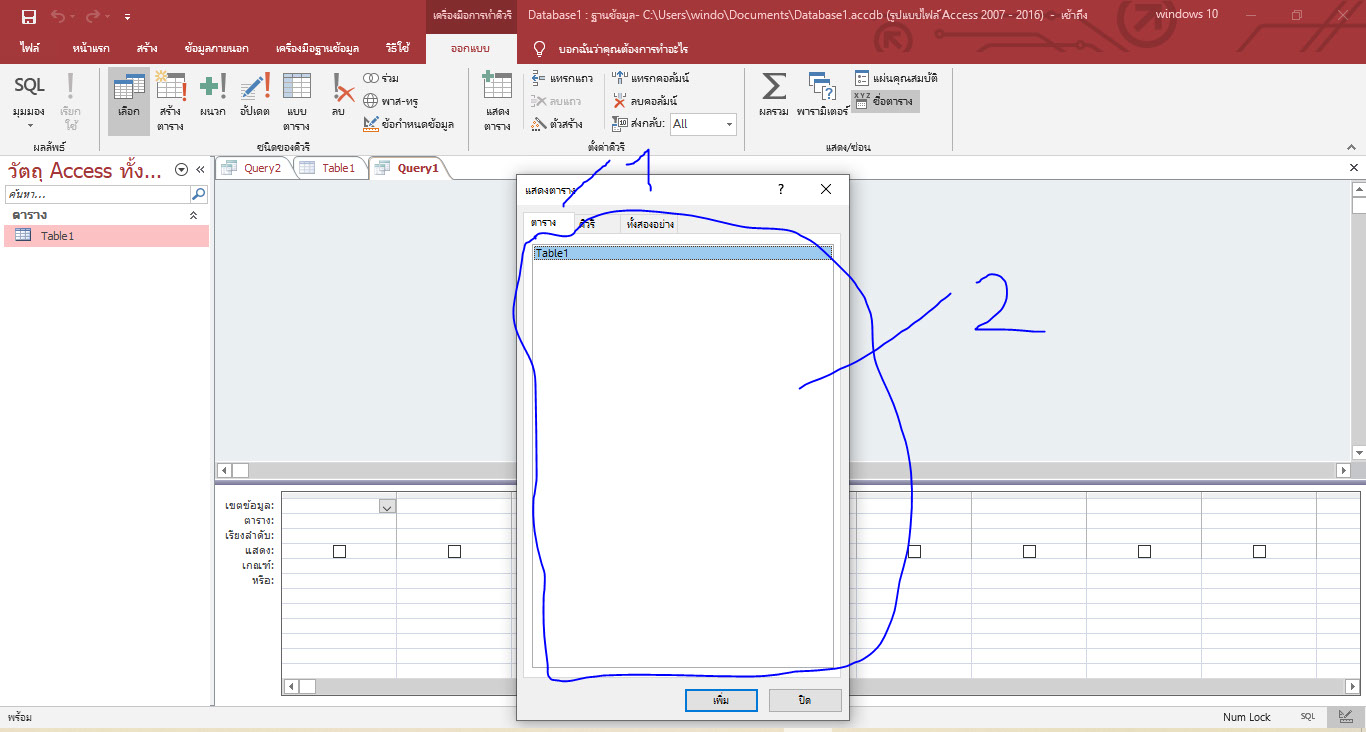 เครื่องมือการทำคิวรี
Database1 : ฐานข้อมูล- C:\Users\windo\Documents\Database1.accdb (รูปแบบไฟล์ Access 2007 - 2016) - เข้าถึง
windows 10
ไฟล์ หน้าแรก สร้าง ข้อมูลภายนอก เครื่องมือฐานข้อมูล วิธีใช้ ออกแบบ บอกฉันว่าคุณต้องการทำอะไร
SQL
มุมมอง
เรียก
ใช้
ผลลัพธ์
เลือก
สร้าง
ตาราง
ผนวก
อัปเดต
แบบ
ตาราง
ลบ
ร่วม
พาส-ทรู
ข้อกำหนดข้อมูล
ชนิดของคิวรี
แสดง
ตาราง
แทรกแถว
ลบแถว
ตัวสร้าง
แทรกคอลัมน์
ลบคอลัมน์
ส่งกลับ: All
ตั้งค่าคิวรี
ผลรวม
พารามิเตอร์
แผ่นคุณสมบัติ
XYZ
ชื่อตาราง
แสดง/ซ่อน
วัตถุ Access ทั้ง...
ค้นหา...
ตาราง
Table1
Query2 Table1 Query1
1
แสดงตาราง
ตาราง คิวรี ทั้งสองอย่าง
Table1
2
เพิ่ม ปิด
เขตข้อมูล:
ตาราง:
เรียงลำดับ:
แสดง:
เกณฑ์:
หรือ:
พร้อม
Num Lock SQL